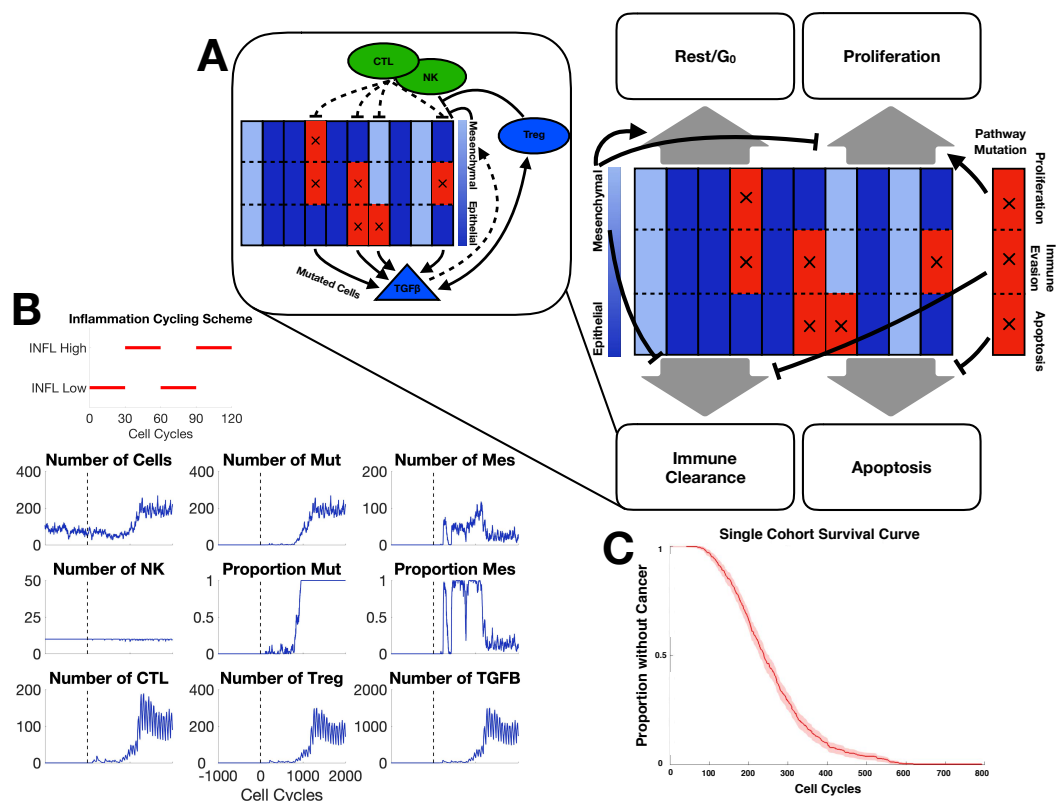 A
CTL
NK
Treg
×
×
×
×
×
×
Mesenchymal
Epithelial
Mutated Cells
TGFβ
Rest/G₀
Proliferation
Pathway
Mutation
Mesenchymal
Epithelial
×
×
×
×
×
×
×
×
×
Proliferation
Immune
Evasion
Apoptosis
Immune
Clearance
Apoptosis
B
Inflammation Cycling Scheme
INFL High
INFL Low
0 30 60 90 120
Cell Cycles
Number of Cells
400
200
0
Number of Mut
400
200
0
Number of Mes
200
100
0
Number of NK
50
25
0
Proportion Mut
1
0.5
0
Proportion Mes
1
0.5
0
Number of CTL
200
100
0
Number of Treg
400
200
0
-1000 0 1000 2000
Cell Cycles
Number of TGFB
2000
1000
0
C
Single Cohort Survival Curve
Proportion without Cancer
1
0.5
0
0 100 200 300 400 500 600 700 800
Cell Cycles